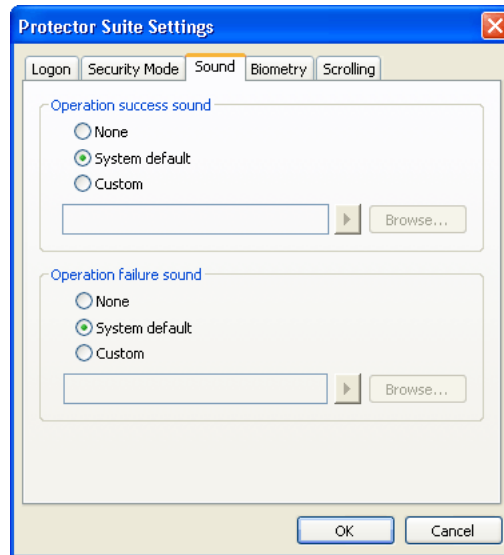 Protector Suite Settings
Logon Security Mode Sound Biometry Scrolling
Operation success sound
None
System default
Custom
Browse...
Operation failure sound
None
System default
Custom
Browse...
OK Cancel